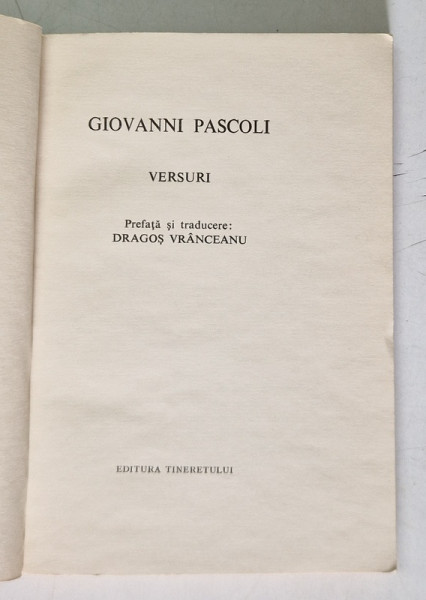 GIOVANNI PASCOLI
VERSURI
Prefață și traducere:
DRAGOȘ VRÂNCEANU
EDITURA TINERETULUI